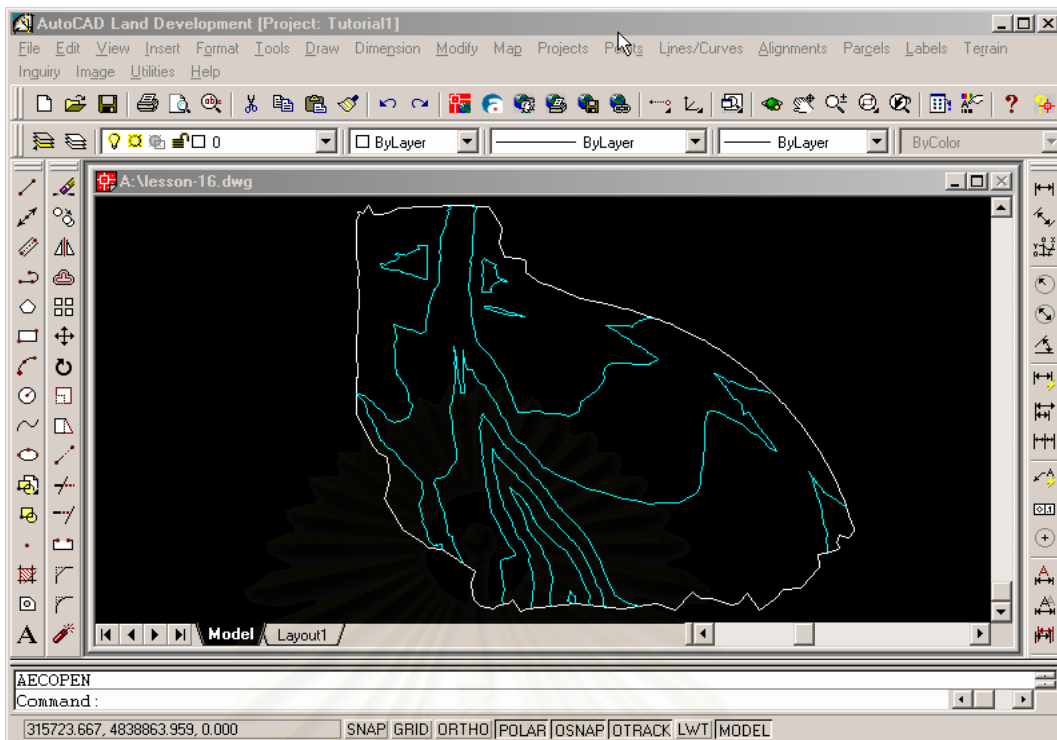 AutoCAD Land Development [Project: Tutorial1]
File Edit View Insert Format Tools Draw Dimension Modify Map Projects Points Lines/Curves Alignments Parcels Labels Terrain
Inquiry Image Utilities Help
0 ByLayer ByLayer ByLayer ByColor
A:\lesson-16.dwg
A
Model Layout1
AECOPEN
Command:
315723.667, 4838863.959, 0.000 SNAP GRID ORTHO POLAR OSNAP OTRACK LWT MODEL